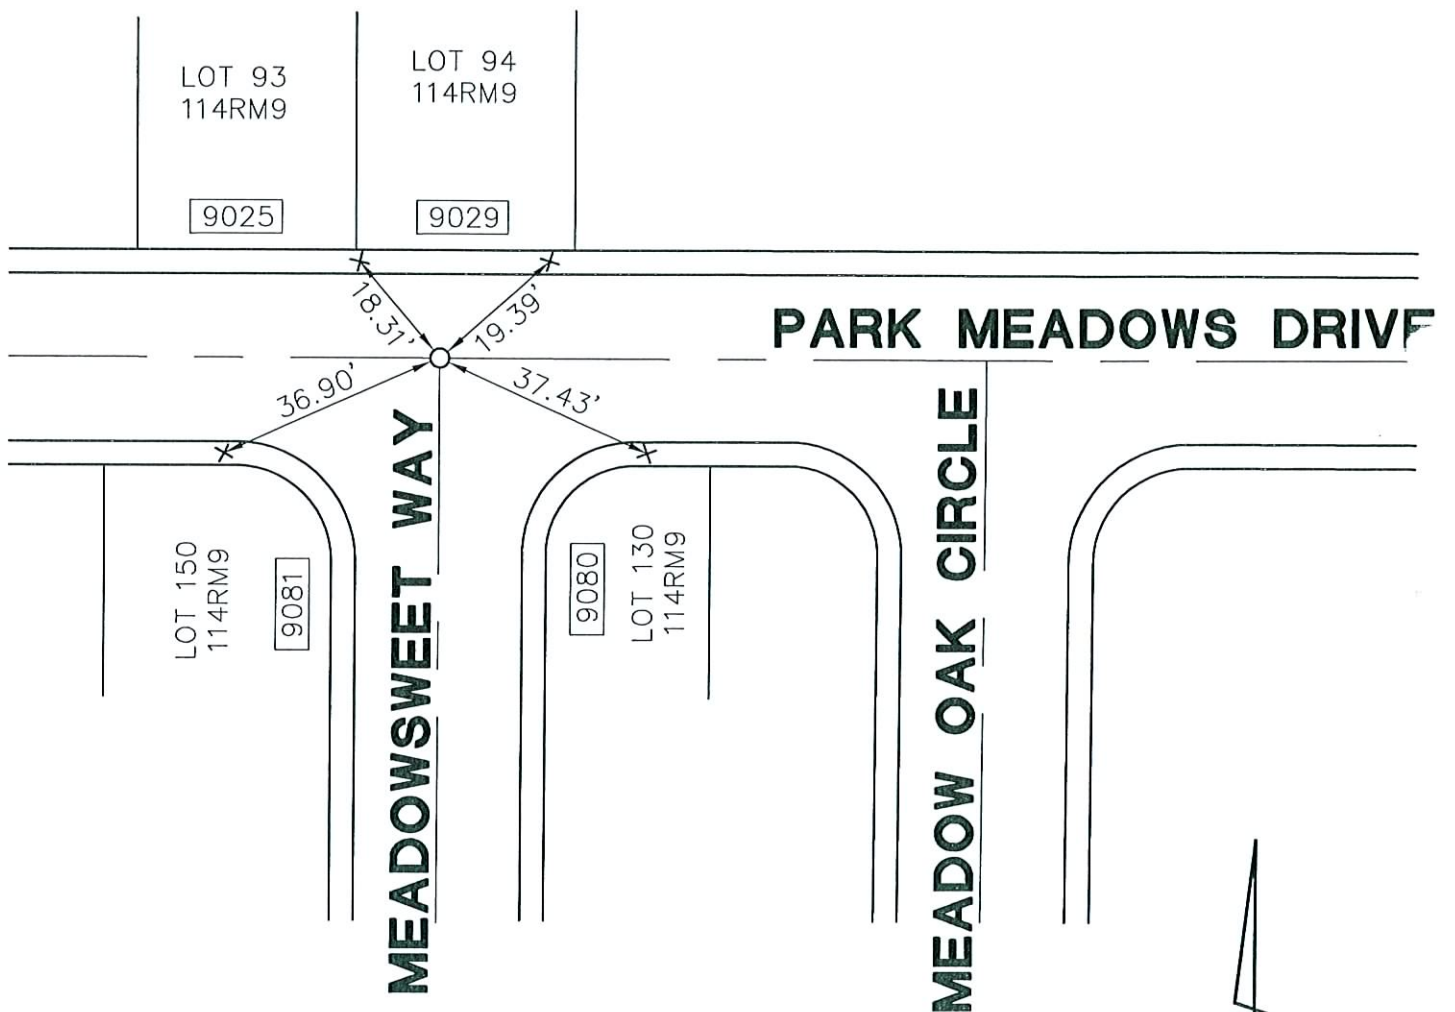 LOT 93
114RM9
LOT 94
114RM9
9025
9029
18.31'
19.39'
PARK MEADOWS DRIVE
36.90'
37.43'
MEADOWSWEET WAY
MEADOW OAK CIRCLE
LOT 150
114RM9
9081
9080
LOT 130
114RM9